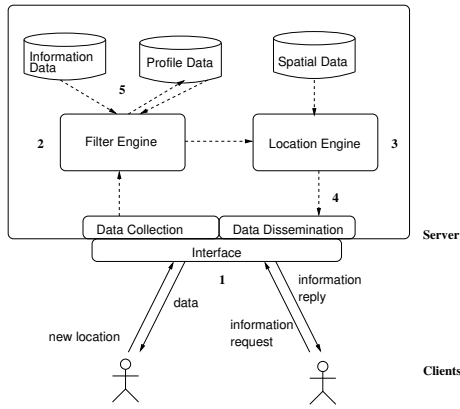 Information
Data
5
Profile Data
Spatial Data
2
Filter Engine
Location Engine
3
4
Data Collection
Data Dissemination
Server
Interface
1
information
reply
data
new location
information
request
Clients